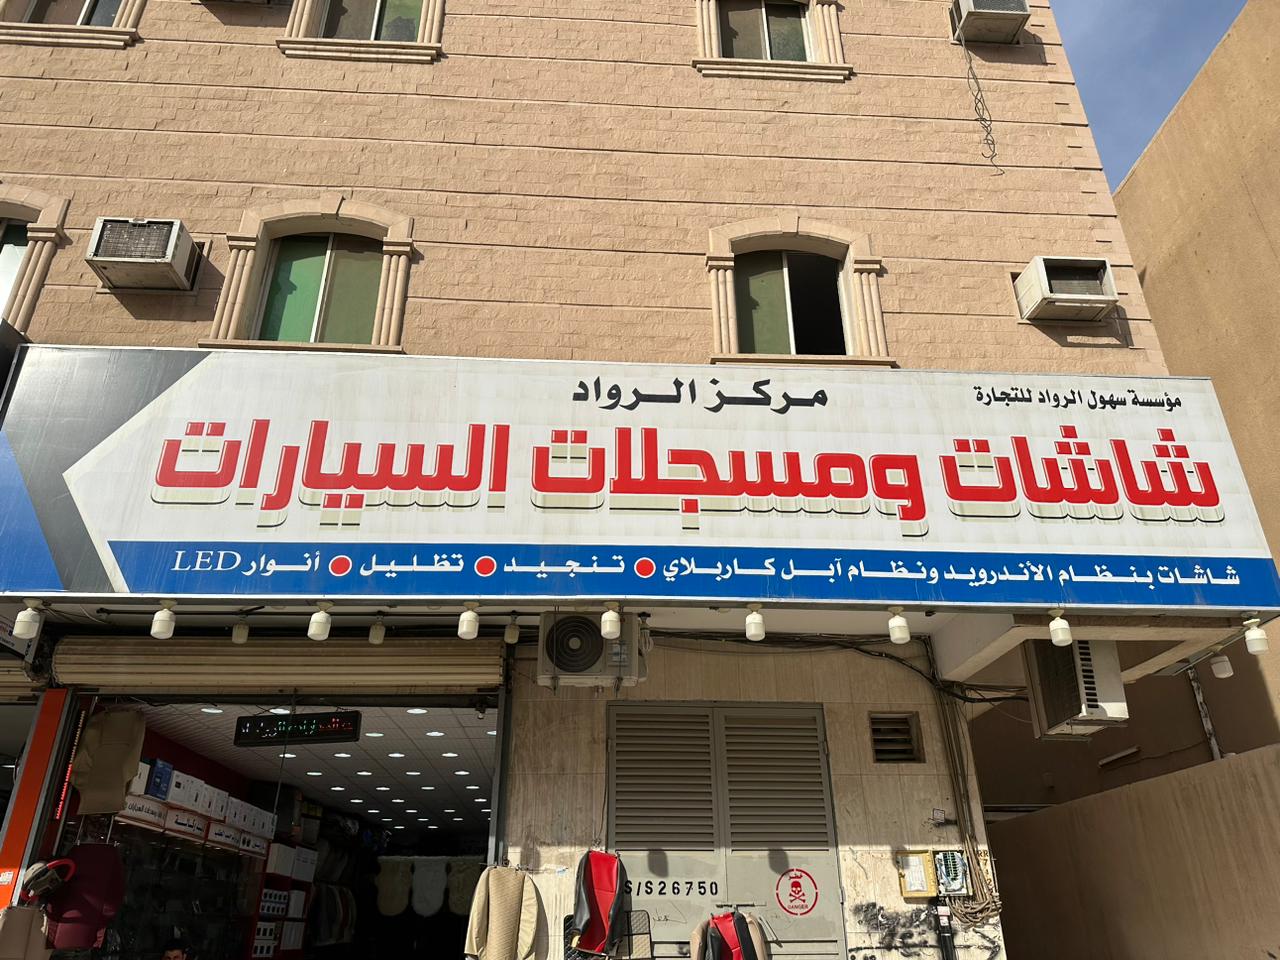 مؤسسة سهول الرواد للتجارة
مركز الرواد
شاشات ومسجلات السيارات
شاشات بنظام الأندرويد ونظام آبل كاربلاي ● تنجيد ● تظليل ● أنوار LED
S/S26750
DANGER